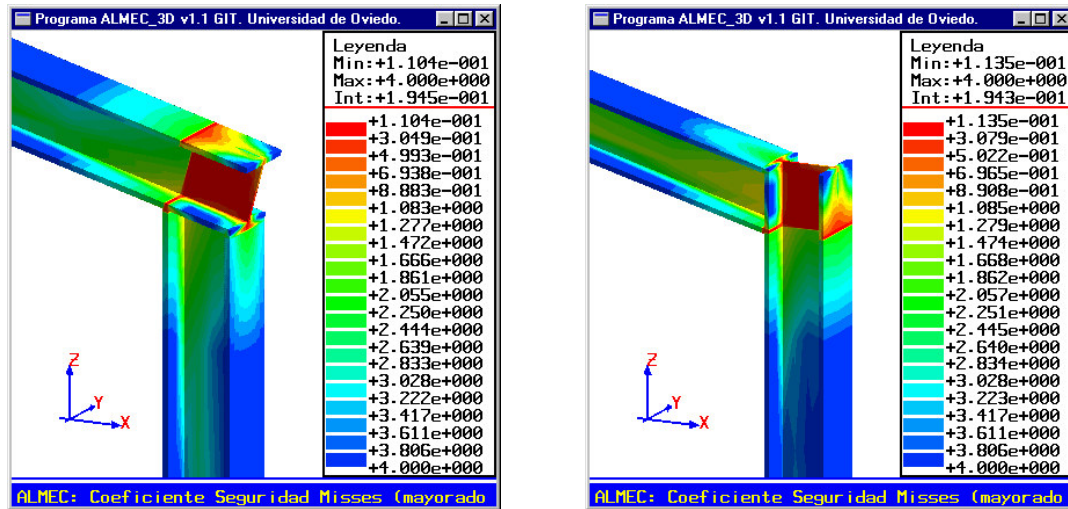 Programa ALMEC_3D v1.1 GIT. Universidad de Oviedo.
Leyenda
Min:+1.104e-001
Max:+4.000e+000
Int:+1.945e-001
+1.104e-001
+3.049e-001
+4.993e-001
+6.938e-001
+8.883e-001
+1.083e+000
+1.277e+000
+1.472e+000
+1.666e+000
+1.861e+000
+2.055e+000
+2.250e+000
+2.444e+000
+2.639e+000
+2.833e+000
+3.028e+000
+3.222e+000
+3.417e+000
+3.611e+000
+3.806e+000
+4.000e+000
Z
Y
X
ALMEC: Coeficiente Seguridad Misses (mayorado
Programa ALMEC_3D v1.1 GIT. Universidad de Oviedo.
Leyenda
Min:+1.135e-001
Max:+4.000e+000
Int:+1.943e-001
+1.135e-001
+3.079e-001
+5.022e-001
+6.965e-001
+8.908e-001
+1.085e+000
+1.279e+000
+1.474e+000
+1.668e+000
+1.862e+000
+2.057e+000
+2.251e+000
+2.445e+000
+2.640e+000
+2.834e+000
+3.028e+000
+3.223e+000
+3.417e+000
+3.611e+000
+3.806e+000
+4.000e+000
Z
Y
X
ALMEC: Coeficiente Seguridad Misses (mayorado